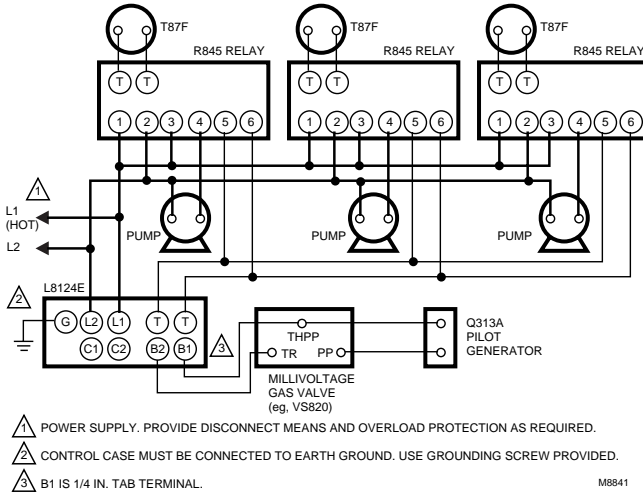 T87F T87F T87F
R845 RELAY R845 RELAY R845 RELAY
T T T T T T
1 2 3 4 5 6 1 2 3 4 5 6 1 2 3 4 5 6
1
L1
(HOT)
PUMP PUMP PUMP
L2
2
L8124E
G L2 L1 T T
C1 C2 B2 B1
3
THPP
TR PP
Q313A
PILOT
GENERATOR
MILLIVOLTAGE
GAS VALVE
(eg, VS820)
1 POWER SUPPLY. PROVIDE DISCONNECT MEANS AND OVERLOAD PROTECTION AS REQUIRED.
2 CONTROL CASE MUST BE CONNECTED TO EARTH GROUND. USE GROUNDING SCREW PROVIDED.
3 B1 IS 1/4 IN. TAB TERMINAL.
M8841